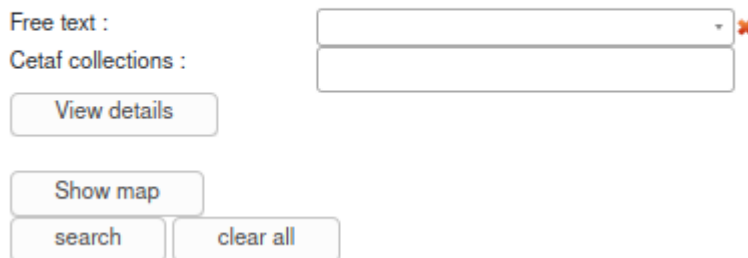 Free text :
Cetaf collections :
View details
Show map
search clear all